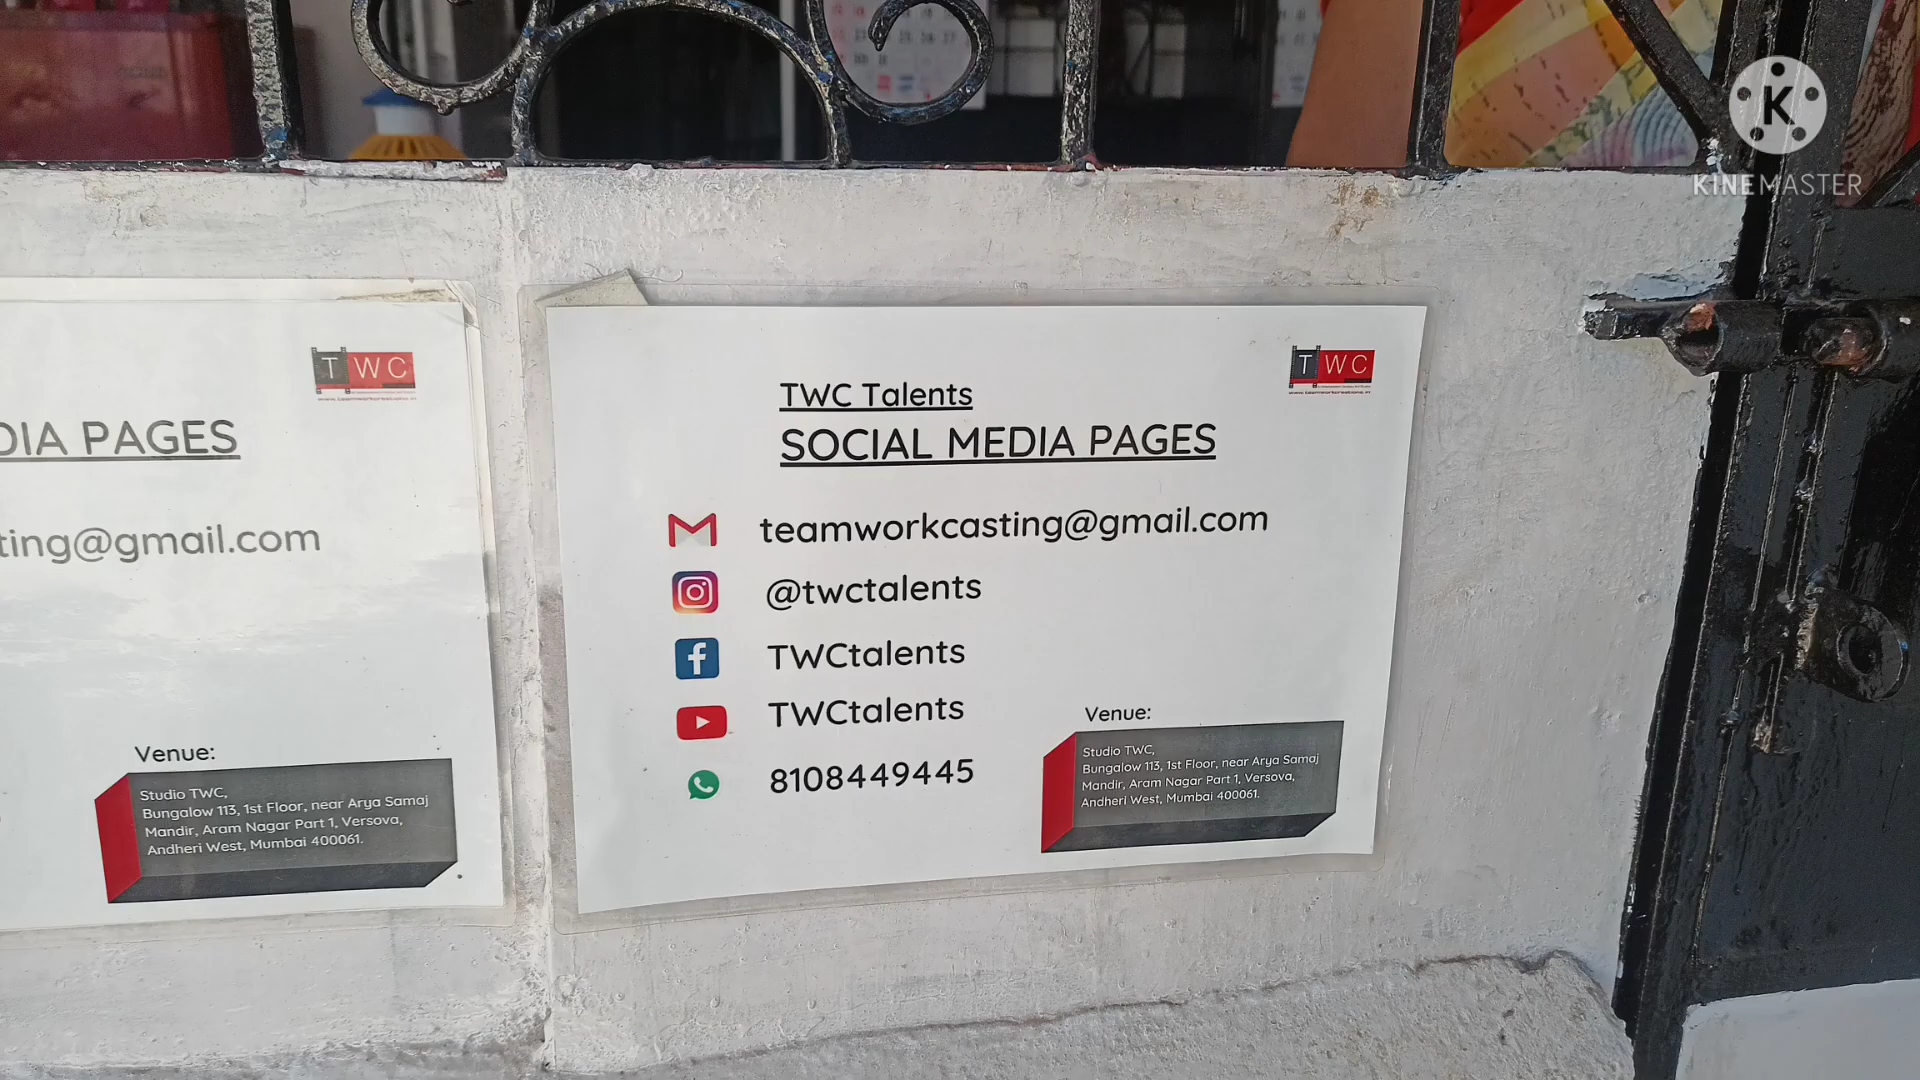 KINEMASTER
TWC
DIA PAGES
ting@gmail.com
Venue:
Studio TWC,
Bungalow 113, 1st Floor, near Arya Samaj
Mandir, Aram Nagar Part 1, Versova,
Andheri West, Mumbai 400061.
TWC
TWC Talents
SOCIAL MEDIA PAGES
teamworkcasting@gmail.com
@twctalents
TWCtalents
TWCtalents
8108449445
Venue:
Studio TWC,
Bungalow 113, 1st Floor, near Arya Samaj
Mandir, Aram Nagar Part 1, Versova,
Andheri West, Mumbai 400061.